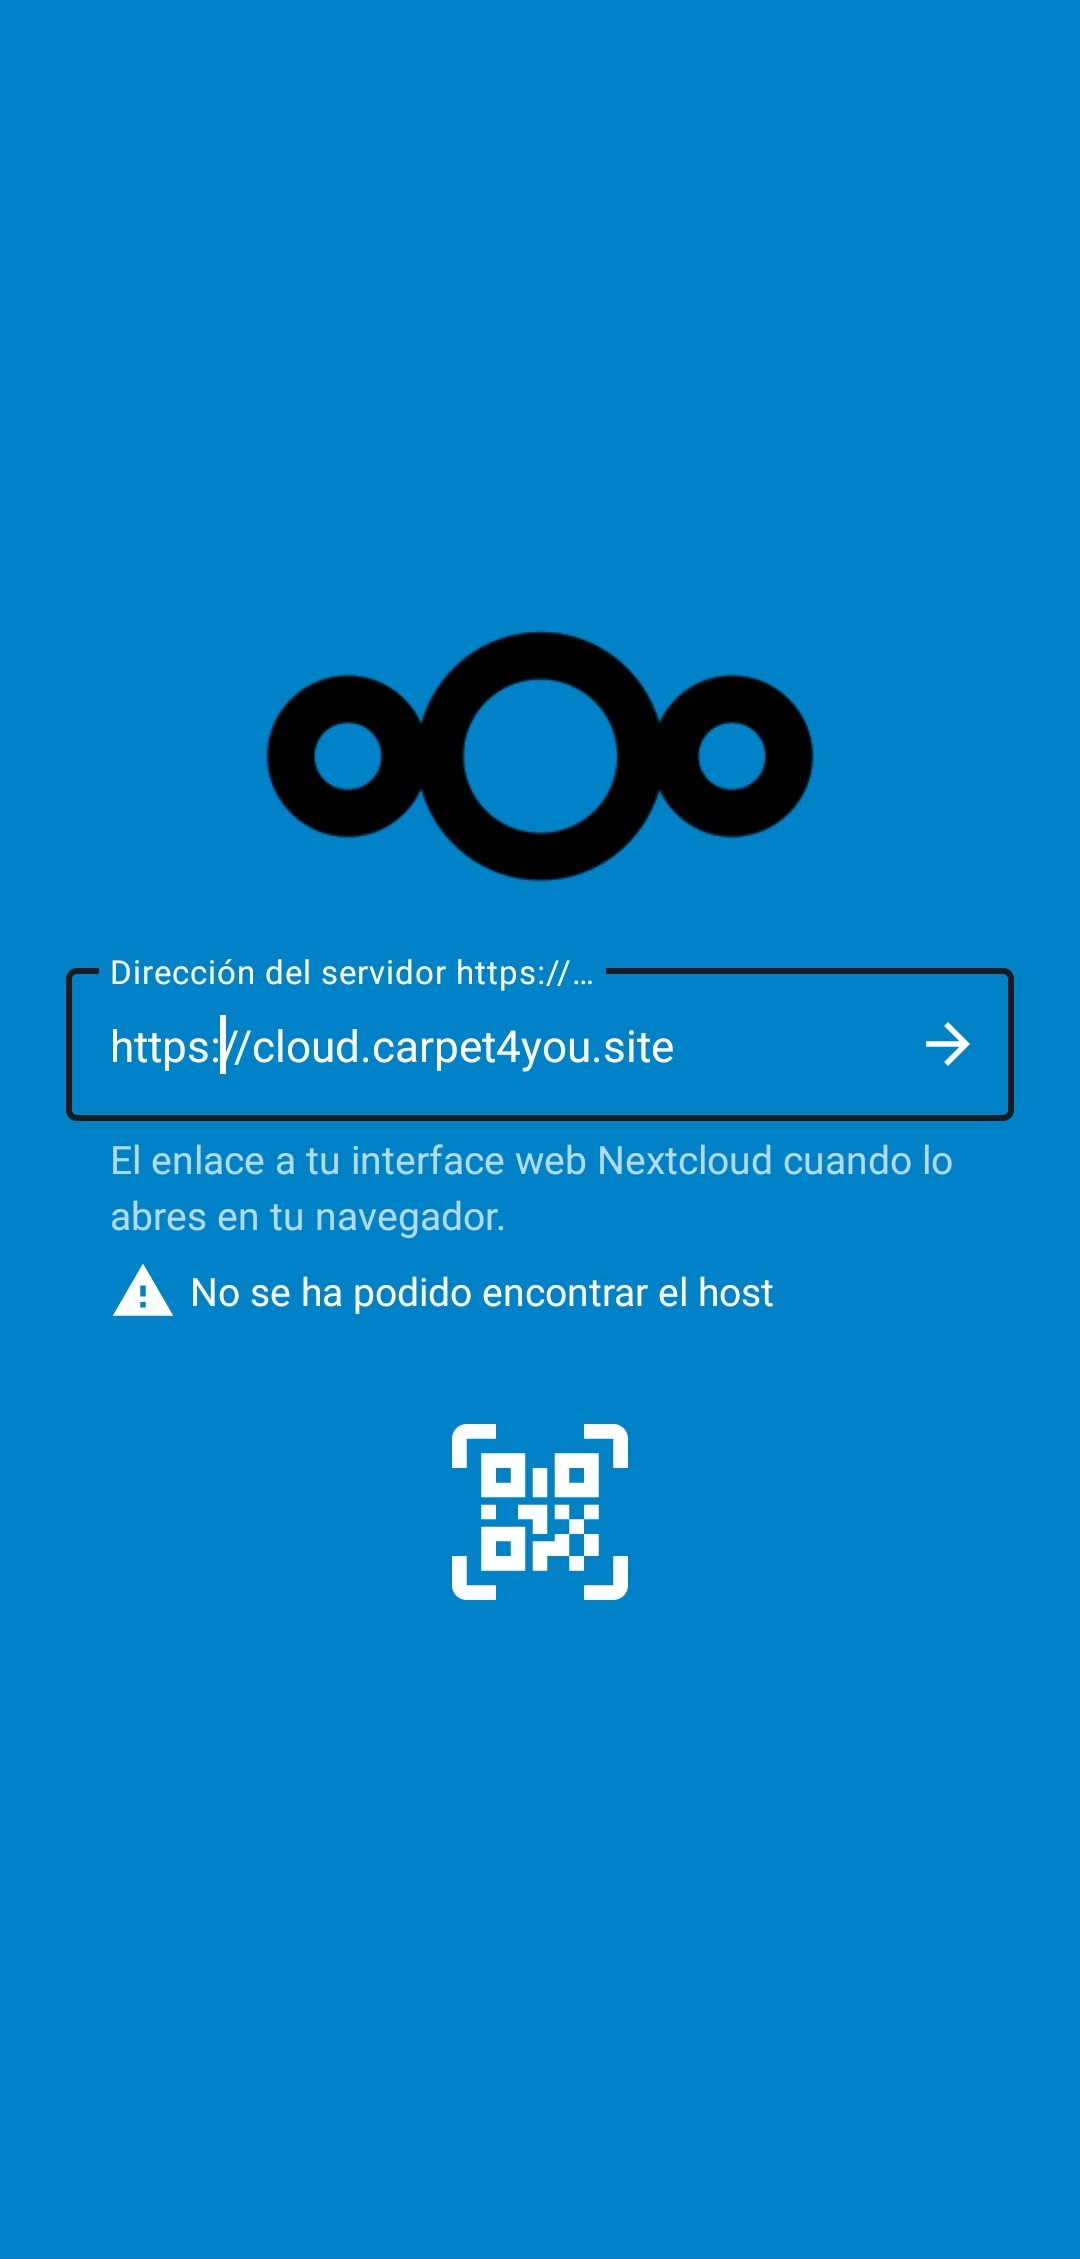 Dirección del servidor https://…
https://cloud.carpet4you.site
El enlace a tu interface web Nextcloud cuando lo
abres en tu navegador.
No se ha podido encontrar el host